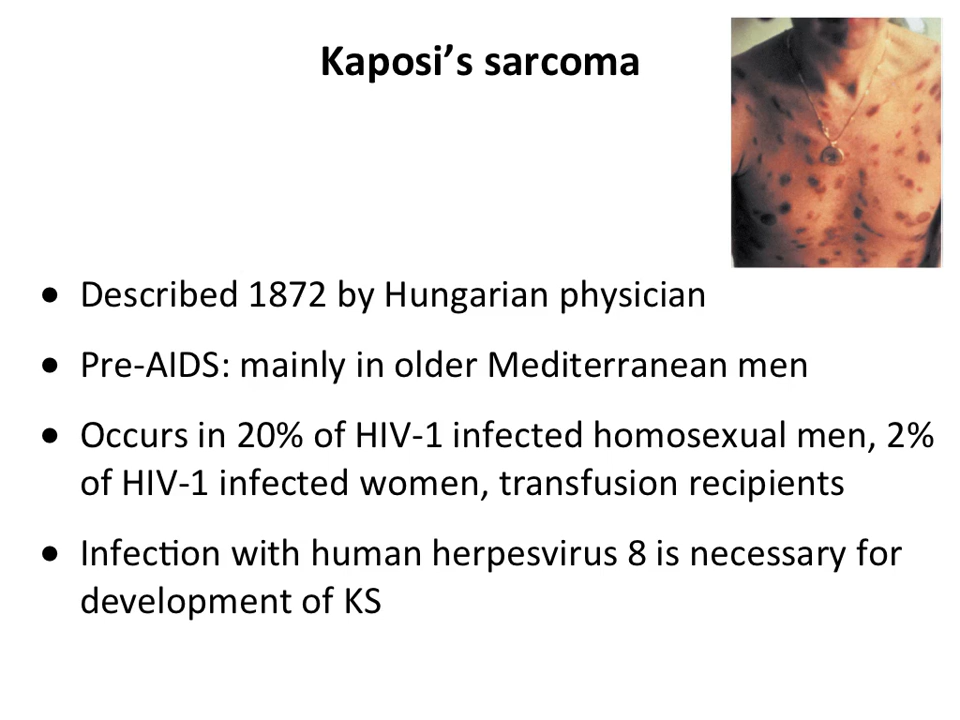 Kaposi’s sarcoma
• Described 1872 by Hungarian physician
• Pre-AIDS: mainly in older Mediterranean men
• Occurs in 20% of HIV-1 infected homosexual men, 2%
of HIV-1 infected women, transfusion recipients
• Infection with human herpesvirus 8 is necessary for
development of KS